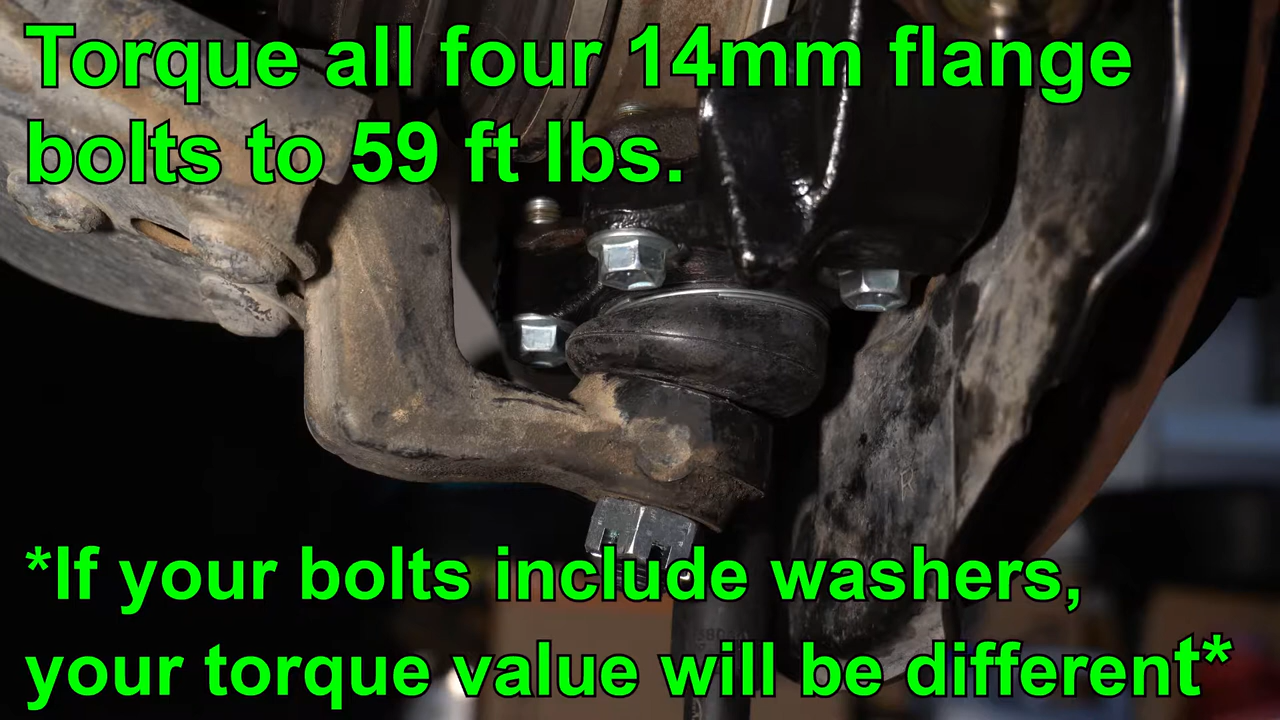 Torque all four 14mm flange
bolts to 59 ft lbs.
R
*If your bolts include washers,
your torque value will be different*